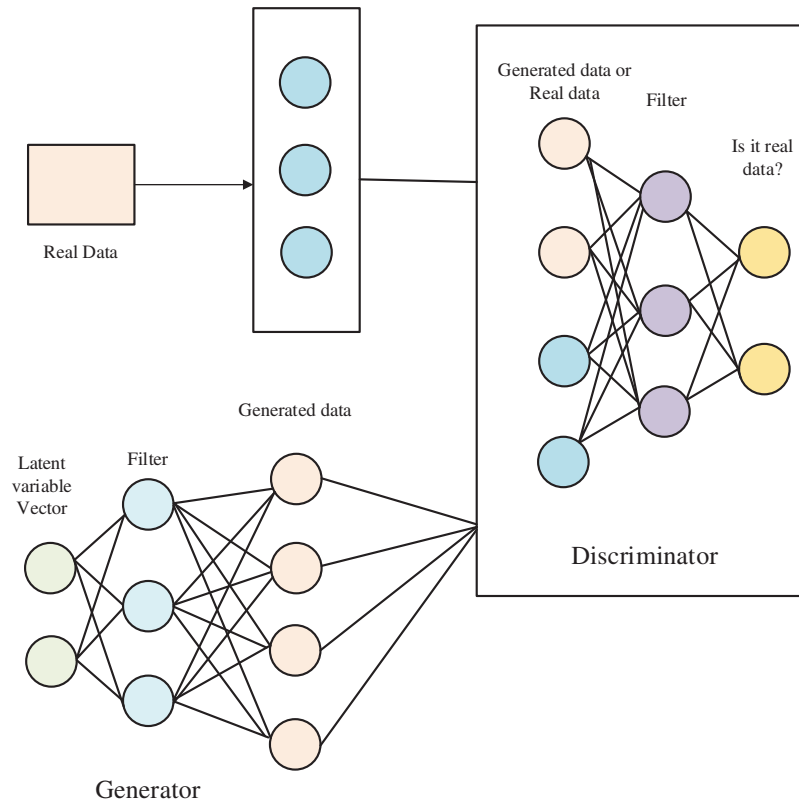 Generated data or
Real data
Filter
Is it real
data?
Real Data
Discriminator
Generated data
Latent
variable
Vector
Filter
Generator